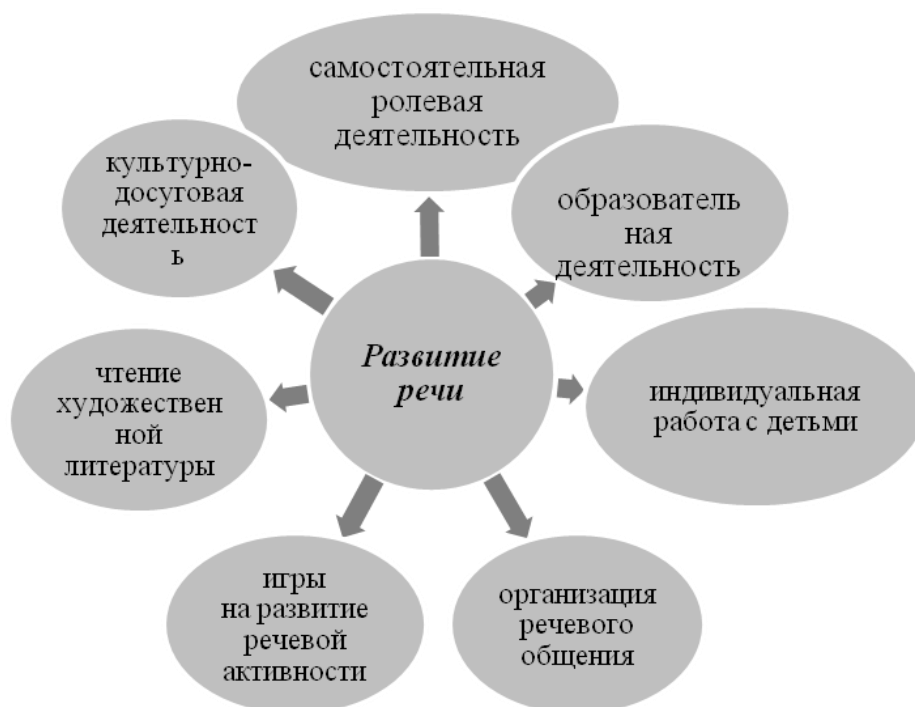 самостоятельная
ролевая
деятельность
культурно-
досуговая
деятельност
ь
образователь
ная
деятельность
Развитие
речи
индивидуальная
работа с детьми
чтение
художествен
ной
литературы
игры
на развитие
речевой
активности
организация
речевого
общения